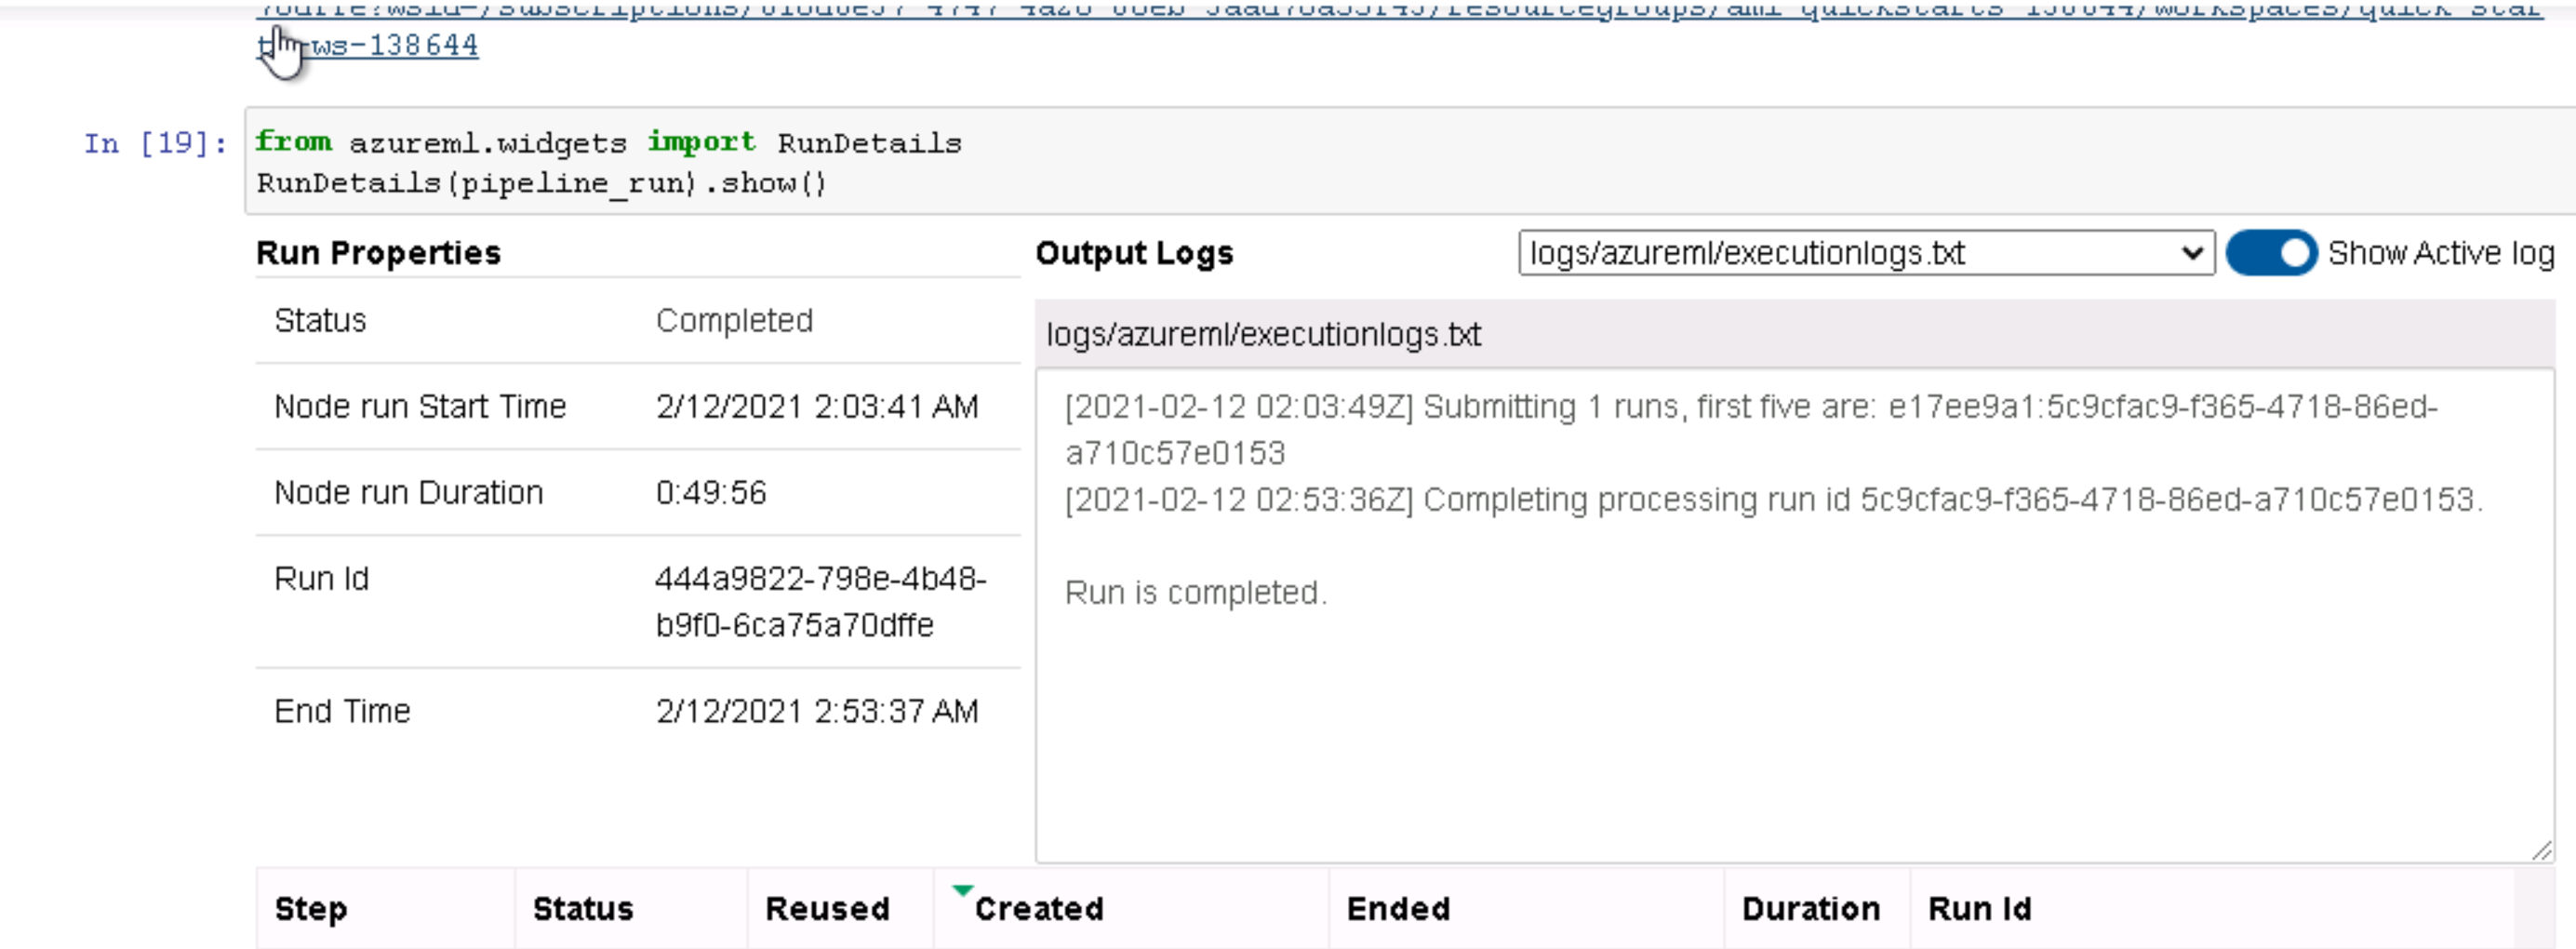 ws-138644
In [19]:
from azureml.widgets import RunDetails
RunDetails(pipeline_run).show()
Run Properties
Status Completed
Node run Start Time 2/12/2021 2:03:41 AM
Node run Duration 0:49:56
Run Id 444a9822-798e-4b48-
b9f0-6ca75a70dffe
End Time 2/12/2021 2:53:37 AM
Output Logs logs/azureml/executionlogs.txt Show Active log
logs/azureml/executionlogs.txt
[2021-02-12 02:03:49Z] Submitting 1 runs, first five are: e17ee9a1:5c9cfac9-f365-4718-86ed-
a710c57e0153
[2021-02-12 02:53:36Z] Completing processing run id 5c9cfac9-f365-4718-86ed-a710c57e0153.
Run is completed.
Step Status Reused Created Ended Duration Run Id